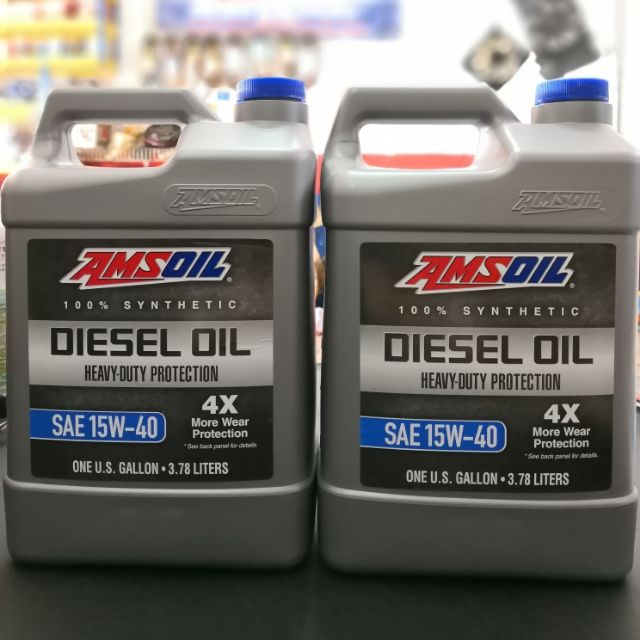 AMSOIL
AMSOIL
100% SYNTHETIC
DIESEL OIL
HEAVY-DUTY PROTECTION
SAE 15W-40
4X
More Wear
Protection
*See back panel for details.
ONE U.S. GALLON • 3.78 LITERS
AMSOIL
AMSOIL
100% SYNTHETIC
DIESEL OIL
HEAVY-DUTY PROTECTION
SAE 15W-40
4X
More Wear
Protection
*See back panel for details.
ONE U.S. GALLON • 3.78 LITERS